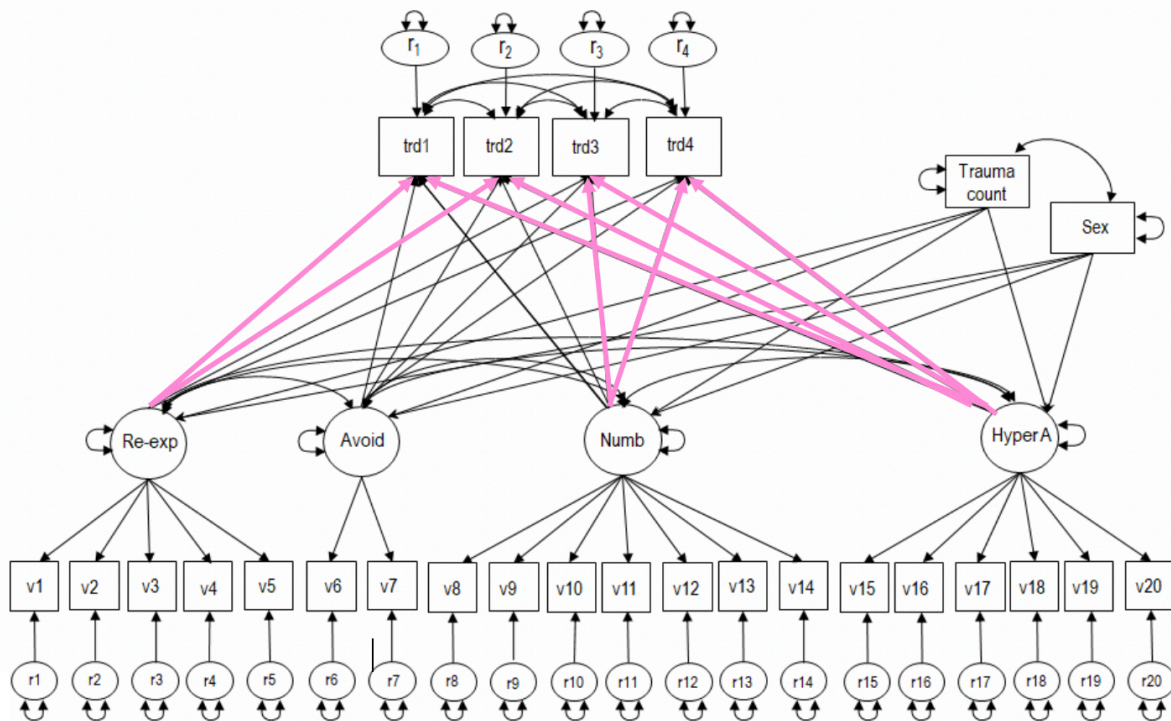 r1 r2 r3 r4
trd1 trd2 trd3 trd4
Trauma
count
Sex
Re-exp Avoid Numb HyperA
v1 v2 v3 v4 v5 v6 v7 v8 v9 v10 v11 v12 v13 v14 v15 v16 v17 v18 v19 v20
r1 r2 r3 r4 r5 r6 r7 r8 r9 r10 r11 r12 r13 r14 r15 r16 r17 r18 r19 r20